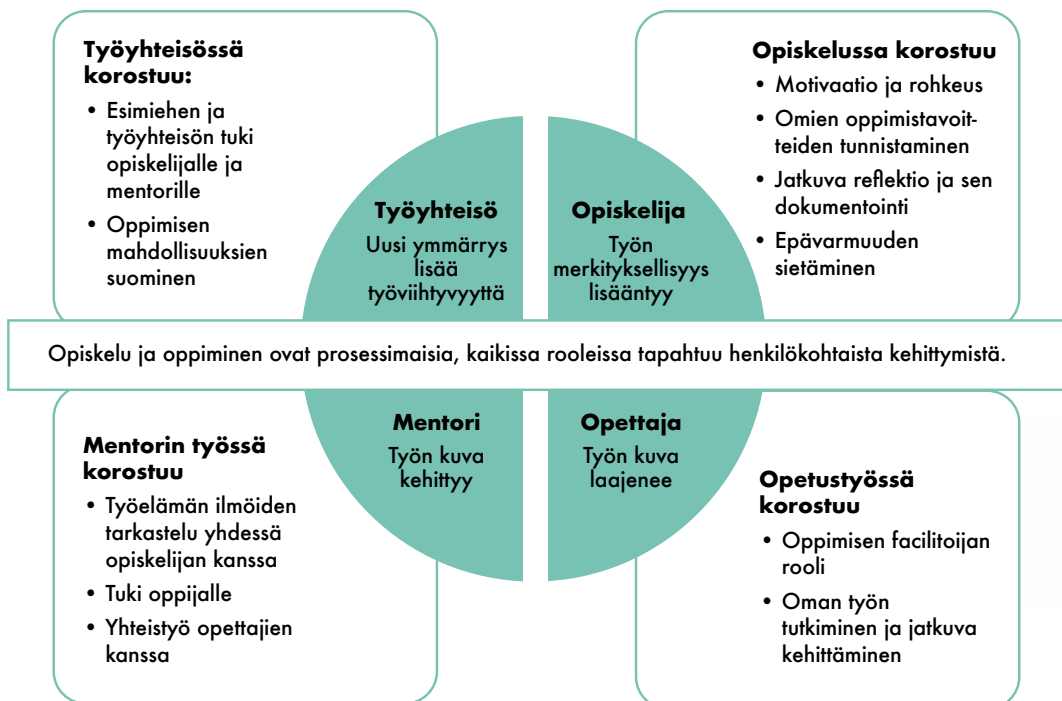 Työyhteisössä
korostuu:
• Esimiehen ja
työyhteisön tuki
opiskelijalle ja
mentorille
• Oppimisen
mahdollisuuksien
suominen
Opiskelussa korostuu
• Motivaatio ja rohkeus
• Omien oppimistavoit-
teiden tunnistaminen
• Jatkuva reflektio ja sen
dokumentointi
• Epävarmuuden
sietäminen
Työyhteisö
Uusi ymmärrys
lisää
työviihtyvyyttä
Opiskelija
Työn
merkityksellisyys
lisääntyy
Opiskelu ja oppiminen ovat prosessimaisia, kaikissa rooleissa tapahtuu henkilökohtaista kehittymistä.
Mentori
Työn kuva
kehittyy
Opettaja
Työn kuva
laajenee
Mentorin työssä
korostuu
• Työelämän ilmöiden
tarkastelu yhdessä
opiskelijan kanssa
• Tuki oppijalle
• Yhteistyö opettajien
kanssa
Opetustyössä
korostuu
• Oppimisen facilitoijan
rooli
• Oman työn
tutkiminen ja jatkuva
kehittäminen